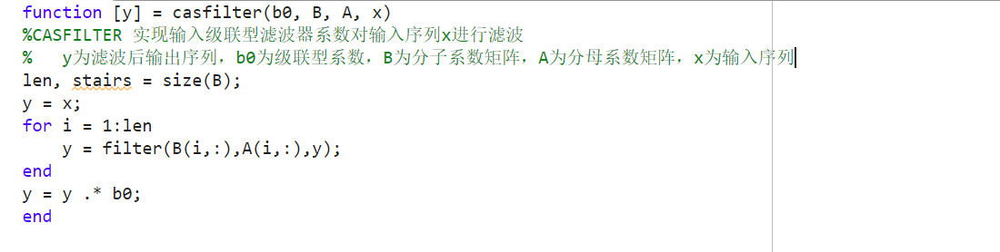 function [y] = casfilter(b0, B, A, x)
%CASFILTER 实现输入级联型滤波器系数对输入序列x进行滤波
%   y为滤波后输出序列，b0为级联型系数，B为分子系数矩阵，A为分母系数矩阵，x为输入序列
len, stairs = size(B);
y = x;
for i = 1:len
    y = filter(B(i,:),A(i,:),y);
end
y = y .* b0;
end